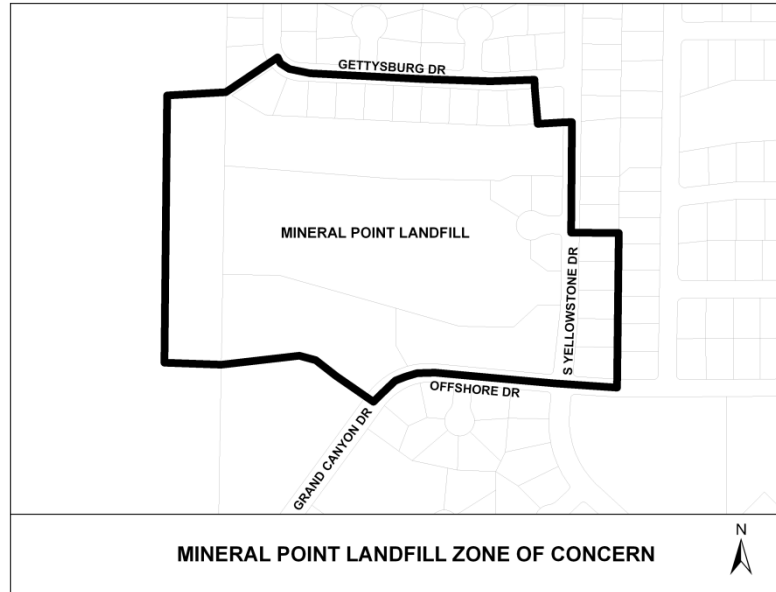 GETTYSBURG DR
MINERAL POINT LANDFILL
S YELLOWSTONE DR
OFFSHORE DR
GRAND CANYON DR
MINERAL POINT LANDFILL ZONE OF CONCERN
N